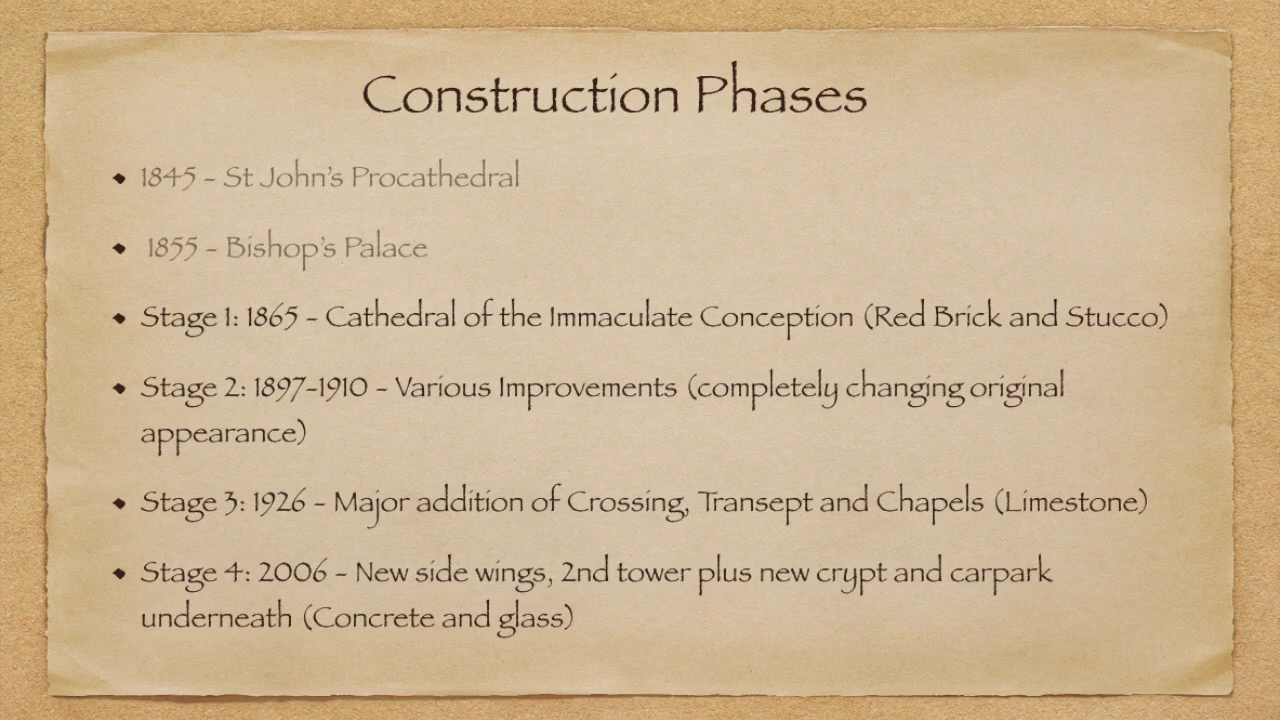 Construction Phases
• 1845 - St John's Procathedral
• 1855 - Bishop's Palace
• Stage 1: 1865 - Cathedral of the Immaculate Conception (Red Brick and Stucco)
• Stage 2: 1897-1910 - Various Improvements (completely changing original
appearance)
• Stage 3: 1926 - Major addition of Crossing, Transept and Chapels (Limestone)
• Stage 4: 2006 - New side wings, 2nd tower plus new crypt and carpark
underneath (Concrete and glass)